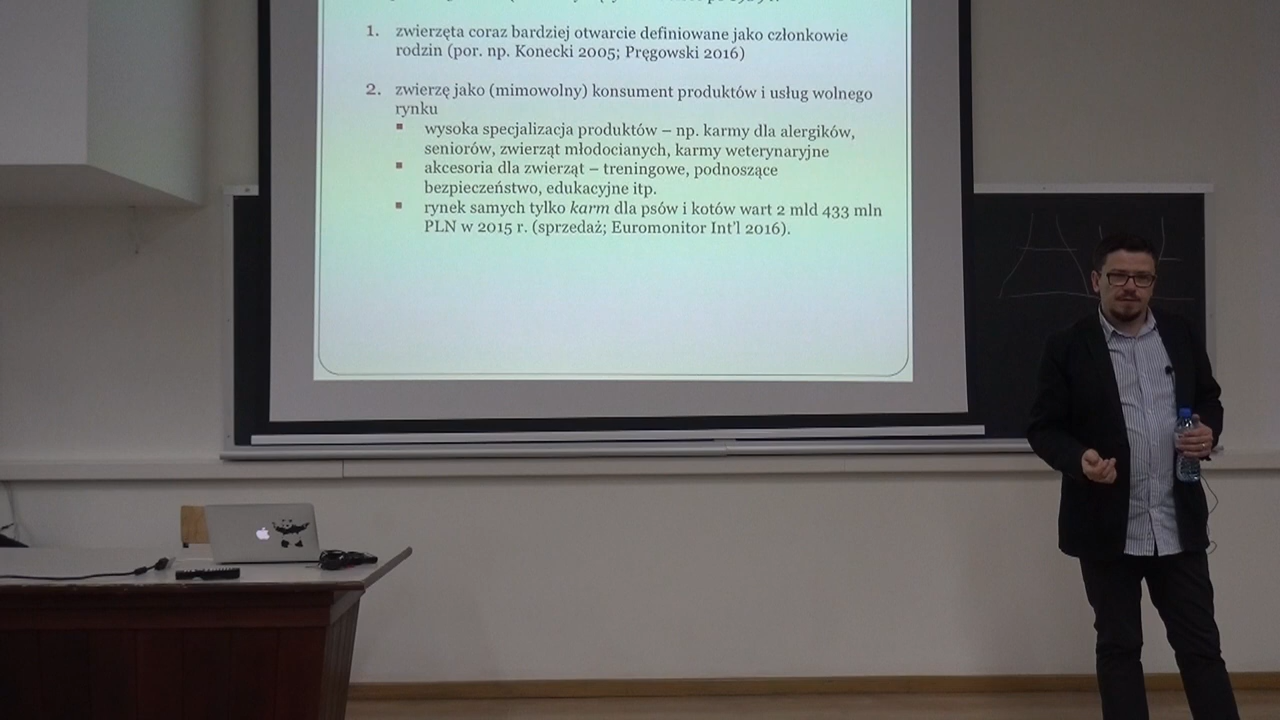 1. zwierzęta coraz bardziej otwarcie definiowane jako członkowie
rodzin (por. np. Konecki 2005; Pręgowski 2016)
2. zwierzę jako (mimowolny) konsument produktów i usług wolnego
rynku
▪ wysoka specjalizacja produktów – np. karmy dla alergików,
seniorów, zwierząt młodocianych, karmy weterynaryjne
▪ akcesoria dla zwierząt – treningowe, podnoszące
bezpieczeństwo, edukacyjne itp.
▪ rynek samych tylko karm dla psów i kotów wart 2 mld 433 mln
PLN w 2015 r. (sprzedaż; Euromonitor Int'l 2016).